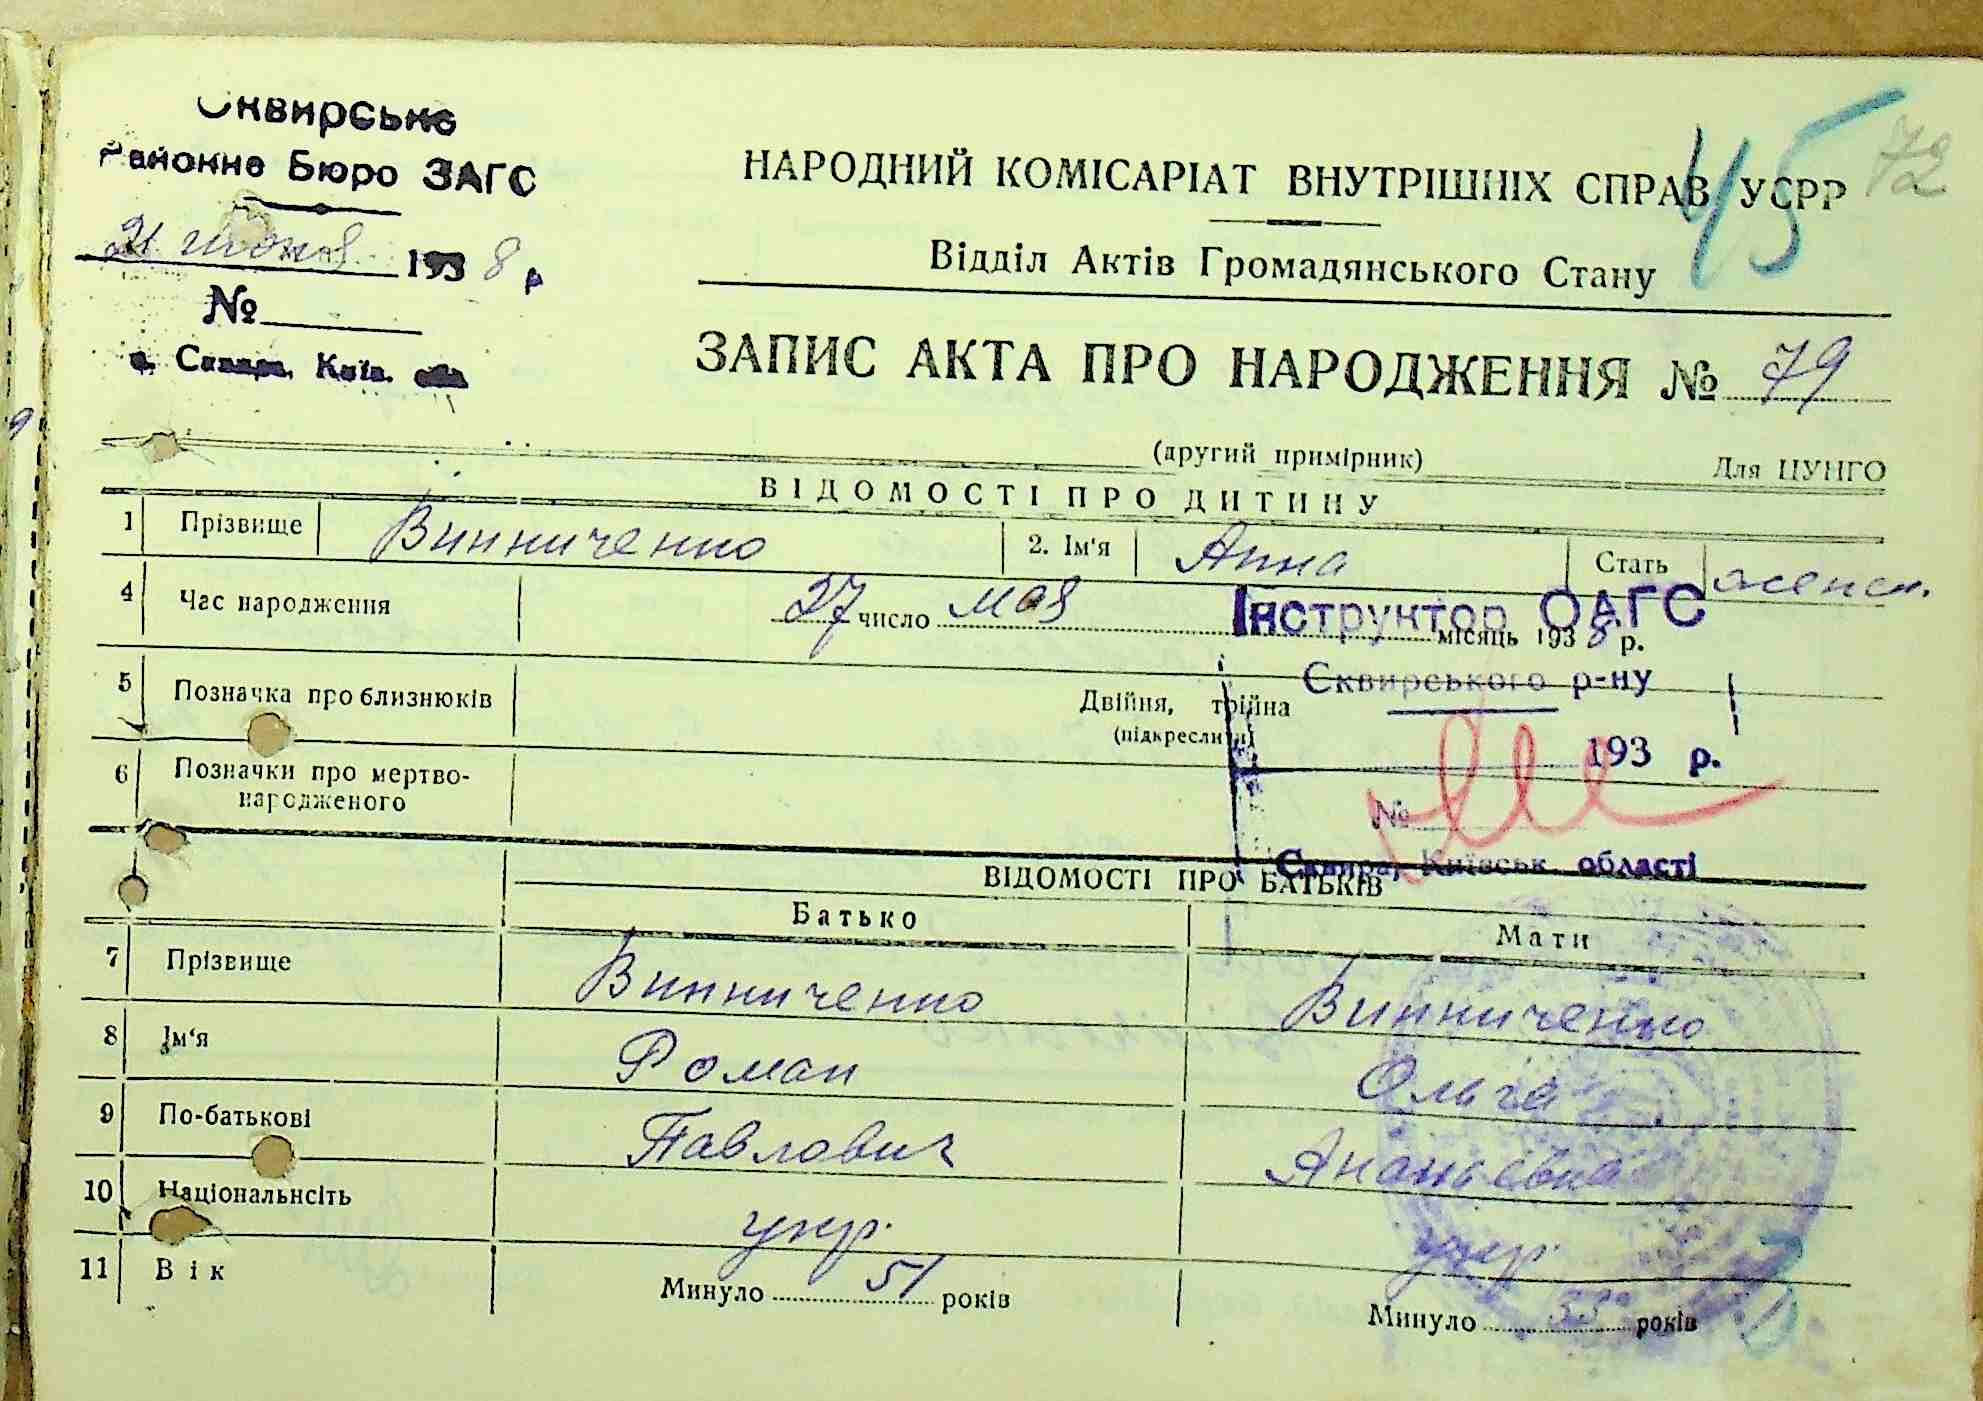 Сквирське
Районне Бюро ЗАГС
21 июня 1938 р
№
м. Сквира, Київ. обл.
45
72
НАРОДНИЙ КОМІСАРІАТ ВНУТРІШНІХ СПРАВ УСРР
Відділ Актів Громадянського Стану
ЗАПИС АКТА ПРО НАРОДЖЕННЯ № 79
(другий примірник) Для ЦУНГО
ВІДОМОСТІ ПРО ДИТИНУ
1 Прізвище Винниченко 2. Ім'я Анна Стать женск.
4 Час народження 27 число мая місяць 1938 р.
Інструктор ОАГС
Сквирського р-ну
5 Позначка про близнюків Двійня, трійна
(підкреслити)
193 р.
6 Позначки про мертво-
народженого
№
Сквира, Київськ. області
ВІДОМОСТІ ПРО БАТЬКІВ
Батько Мати
7 Прізвище Винниченко Винниченко
8 Ім'я Роман Ольга
9 По-батькові Павлович Ананьевна
10 Національнсіть укр. укр.
11 Вік Минуло 51 років Минуло років